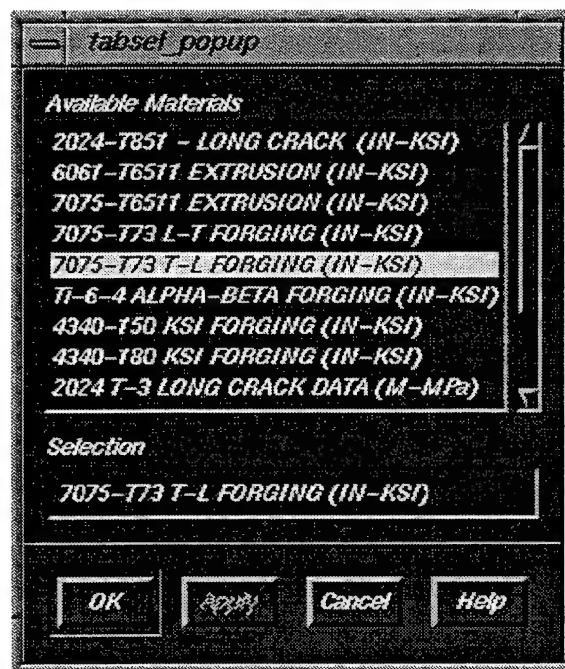 tabsel_popup
Available Materials
2024-T851 - LONG CRACK (IN-KSI)
6061-T6511 EXTRUSION (IN-KSI)
7075-T6511 EXTRUSION (IN-KSI)
7075-T73 L-T FORGING (IN-KSI)
7075-T73 T-L FORGING (IN-KSI)
Ti-6-4 ALPHA-BETA FORGING (IN-KSI)
4340-150 KSI FORGING (IN-KSI)
4340-180 KSI FORGING (IN-KSI)
2024 T-3 LONG CRACK DATA (M-MPa)
Selection
7075-T73 T-L FORGING (IN-KSI)
OK Apply Cancel Help